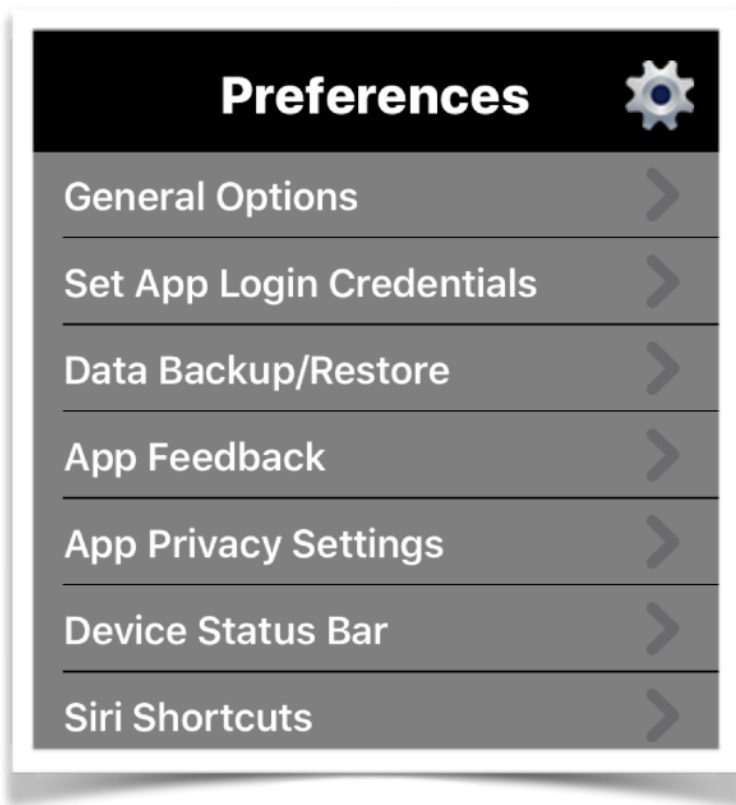 Preferences
General Options
Set App Login Credentials
Data Backup/Restore
App Feedback
App Privacy Settings
Device Status Bar
Siri Shortcuts